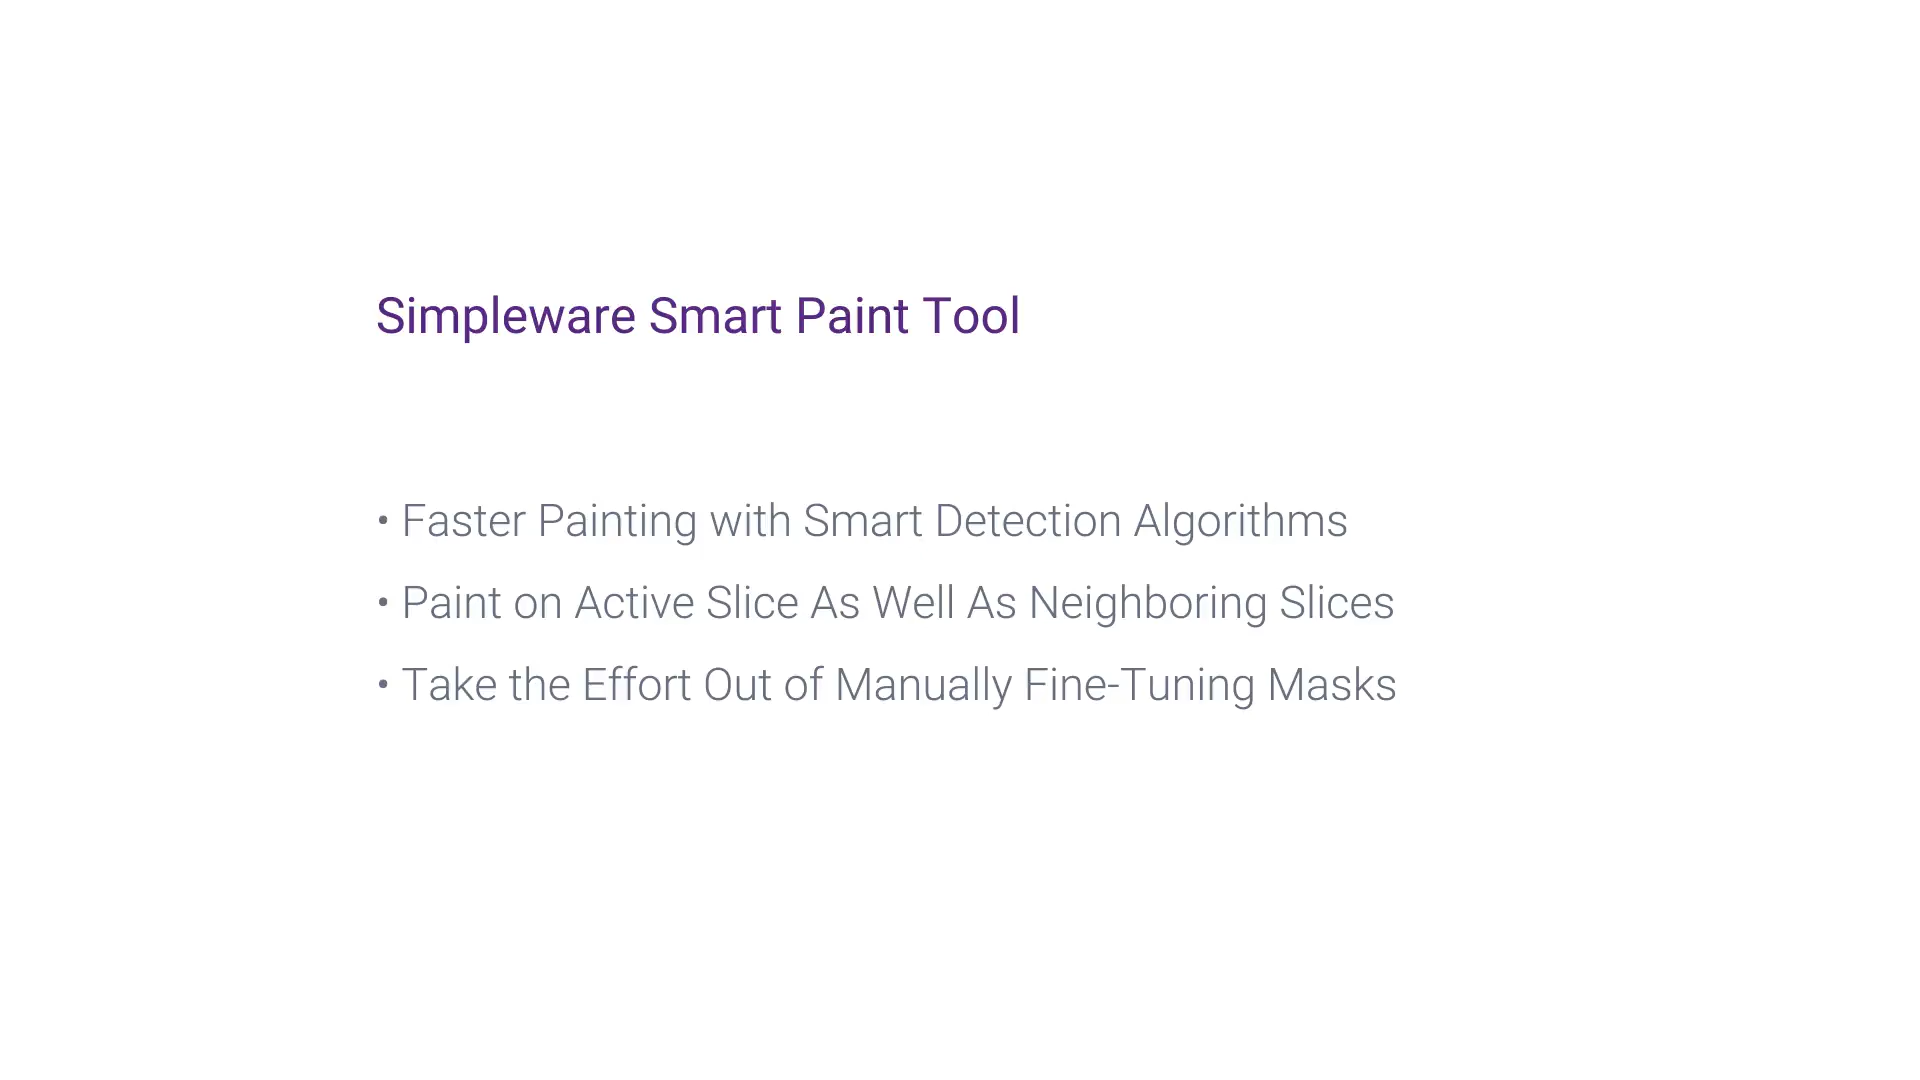 Simpleware Smart Paint Tool
• Faster Painting with Smart Detection Algorithms
• Paint on Active Slice As Well As Neighboring Slices
• Take the Effort Out of Manually Fine-Tuning Masks